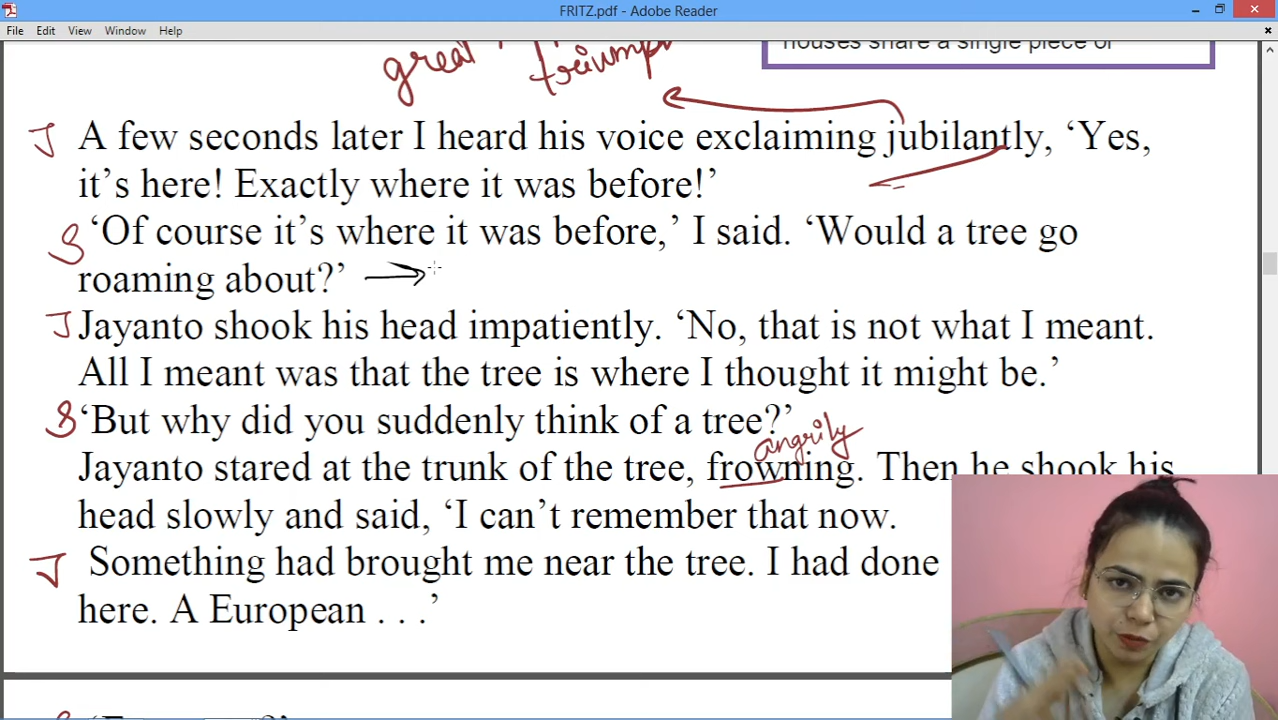 FRITZ.pdf - Adobe Reader
File Edit View Window Help
great
triumph
houses share a single piece of
J A few seconds later I heard his voice exclaiming jubilantly, ‘Yes,
it’s here! Exactly where it was before!’
S ‘Of course it’s where it was before,’ I said. ‘Would a tree go
roaming about?’
J Jayanto shook his head impatiently. ‘No, that is not what I meant.
All I meant was that the tree is where I thought it might be.’
S ‘But why did you suddenly think of a tree?’
angrily
Jayanto stared at the trunk of the tree, frowning. Then he shook his
head slowly and said, ‘I can’t remember that now.
J Something had brought me near the tree. I had done
here. A European . . .’